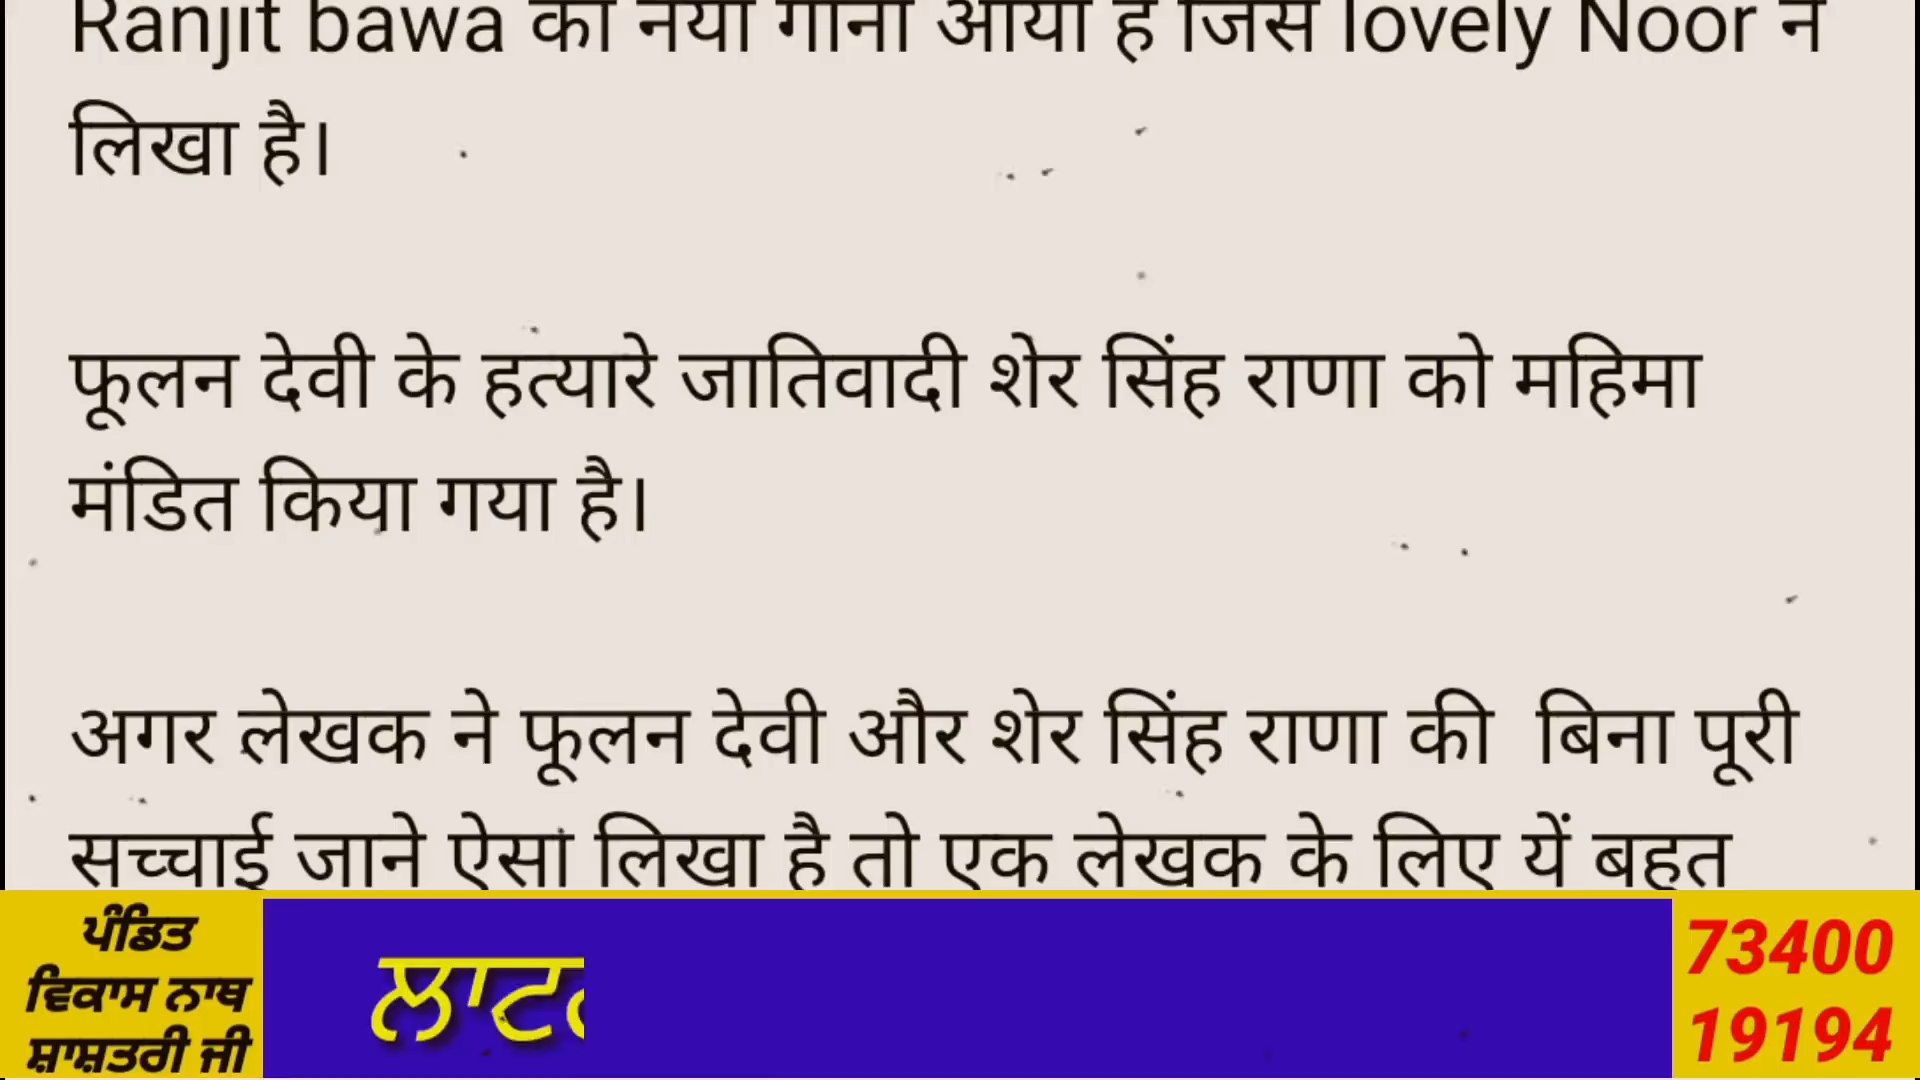 Ranjit bawa का नया गाना आया है जिसे lovely Noor ने
लिखा है।
फूलन देवी के हत्यारे जातिवादी शेर सिंह राणा को महिमा
मंडित किया गया है।
अगर लेखक ने फूलन देवी और शेर सिंह राणा की बिना पूरी
सच्चाई जाने ऐसा लिखा है तो एक लेखक के लिए यें बहुत
ਪੰਡਿਤ
ਵਿਕਾਸ ਨਾਥ
ਸ਼ਾਸ਼ਤਰੀ ਜੀ
73400
19194